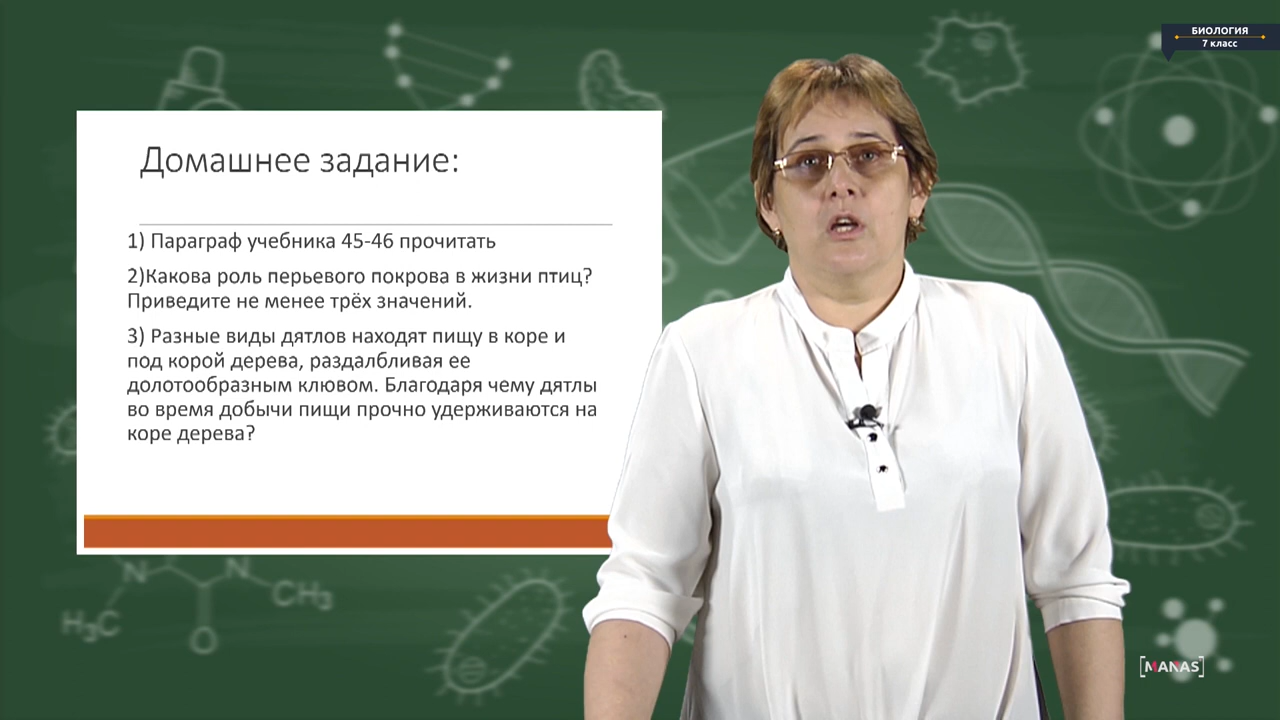 БИОЛОГИЯ
7 класс
Домашнее задание:
1) Параграф учебника 45-46 прочитать
2)Какова роль перьевого покрова в жизни птиц?
Приведите не менее трёх значений.
3) Разные виды дятлов находят пищу в коре и
под корой дерева, раздалбливая ее
долотообразным клювом. Благодаря чему дятлы
во время добычи пищи прочно удерживаются на
коре дерева?
N
N
CH3
H3C
O
[MANAS]